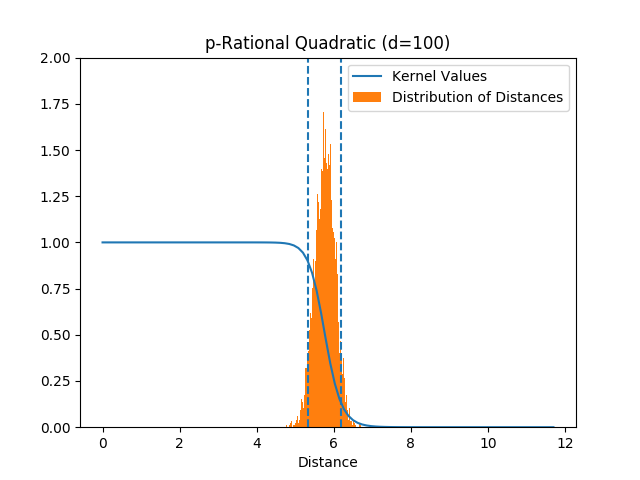 p-Rational Quadratic (d=100)
2.00
1.75
1.50
1.25
1.00
0.75
0.50
0.25
0.00
Kernel Values
Distribution of Distances
0 2 4 6 8 10 12
Distance